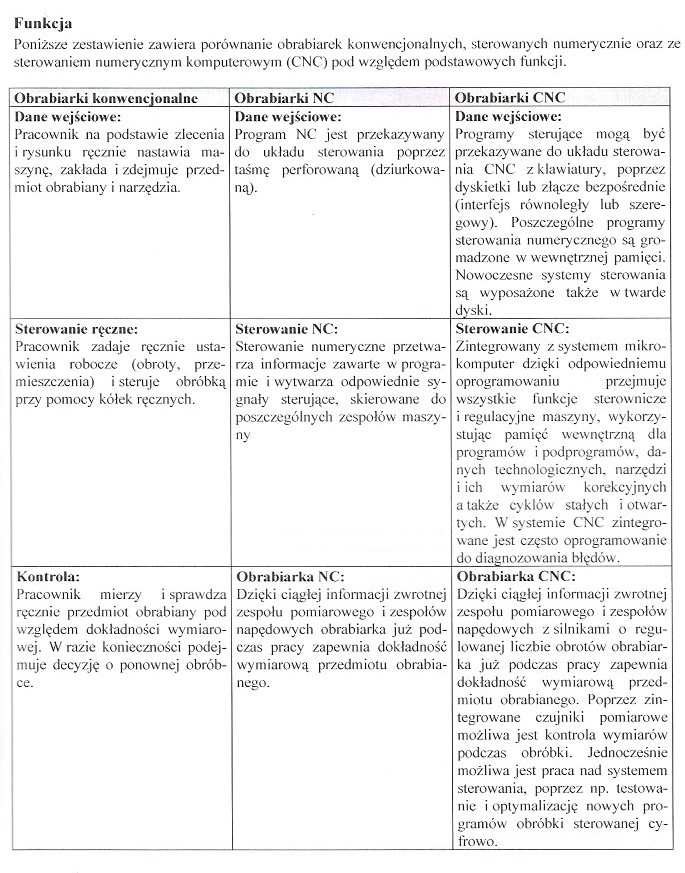 Funkcja
Poniższe zestawienie zawiera porównanie obrabiarek konwencjonalnych, sterowanych numerycznie oraz ze
sterowaniem numerycznym komputerowym (CNC) pod względem podstawowych funkcji.
Obrabiarki konwencjonalne
Obrabiarki NC
Obrabiarki CNC
Dane wejściowe:
Pracownik na podstawie zlecenia
i rysunku ręcznie nastawia ma-
szynę, zakłada i zdejmuje przed-
miot obrabiany i narzędzia.
Dane wejściowe:
Program NC jest przekazywany
do układu sterowania poprzez
taśmę perforowaną (dziurkowa-
ną).
Dane wejściowe:
Programy sterujące mogą być
przekazywane do układu sterowa-
nia CNC z klawiatury, poprzez
dyskietki lub złącze bezpośrednie
(interfejs równoległy lub szere-
gowy). Poszczególne programy
sterowania numerycznego są gro-
madzone w wewnętrznej pamięci.
Nowoczesne systemy sterowania
są wyposażone także w twarde
dyski.
Sterowanie ręczne:
Pracownik zadaje ręcznie usta-
wienia robocze (obroty, prze-
mieszczenia) i steruje obróbką
przy pomocy kółek ręcznych.
Sterowanie NC:
Sterowanie numeryczne przetwa-
rza informacje zawarte w progra-
mie i wytwarza odpowiednie sy-
gnały sterujące, skierowane do
poszczególnych zespołów maszy-
ny
Sterowanie CNC:
Zintegrowany z systemem mikro-
komputer dzięki odpowiedniemu
oprogramowaniu przejmuje
wszystkie funkcje sterownicze
i regulacyjne maszyny, wykorzy-
stując pamięć wewnętrzną dla
programów i podprogramów, da-
nych technologicznych, narzędzi
i ich wymiarów korekcyjnych
a także cyklów stałych i otwar-
tych. W systemie CNC zintegro-
wane jest często oprogramowanie
do diagnozowania błędów.
Kontrola:
Pracownik mierzy i sprawdza
ręcznie przedmiot obrabiany pod
względem dokładności wymiaro-
wej. W razie konieczności podej-
muje decyzję o ponownej obrób-
ce.
Obrabiarka NC:
Dzięki ciągłej informacji zwrotnej
zespołu pomiarowego i zespołów
napędowych obrabiarka już pod-
czas pracy zapewnia dokładność
wymiarową przedmiotu obrabia-
nego.
Obrabiarka CNC:
Dzięki ciągłej informacji zwrotnej
zespołu pomiarowego i zespołów
napędowych z silnikami o regu-
lowanej liczbie obrotów obrabiar-
ka już podczas pracy zapewnia
dokładność wymiarową przed-
miotu obrabianego. Poprzez zin-
tegrowane czujniki pomiarowe
możliwa jest kontrola wymiarów
podczas obróbki. Jednocześnie
możliwa jest praca nad systemem
sterowania, poprzez np. testowa-
nie i optymalizację nowych pro-
gramów obróbki sterowanej cy-
frowo.